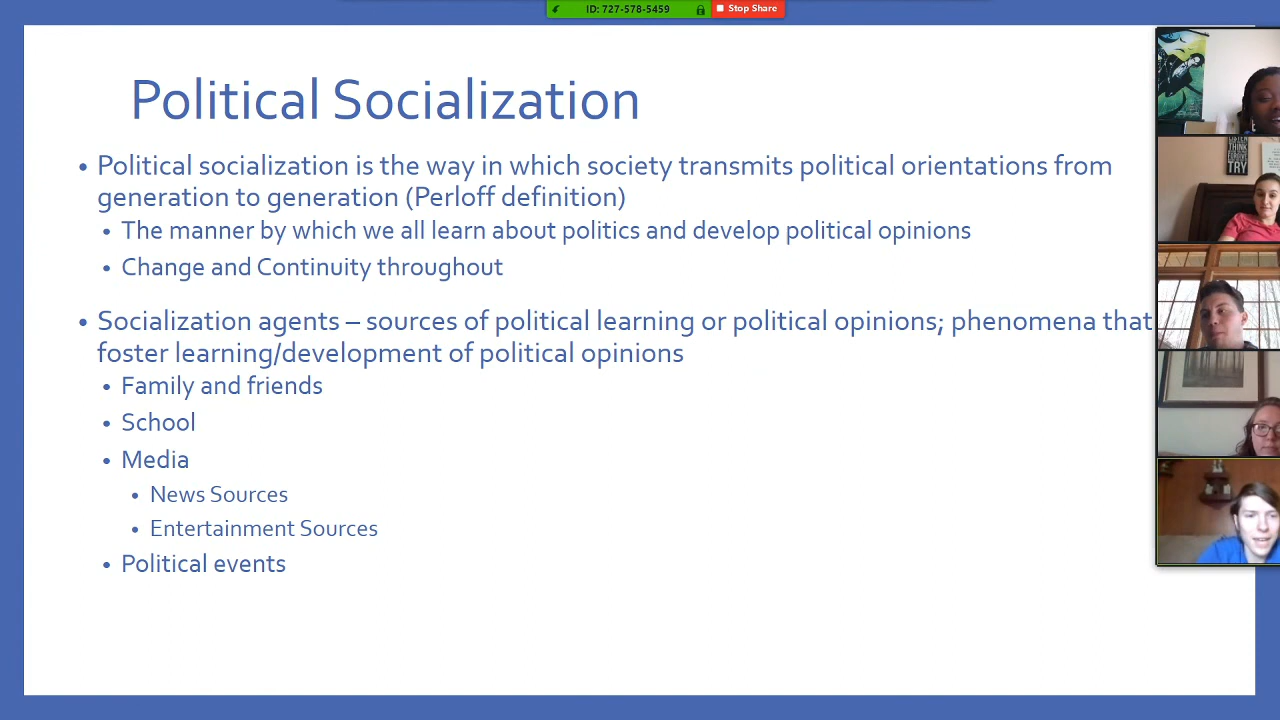 ID: 727-578-5459
Stop Share
Political Socialization
• Political socialization is the way in which society transmits political orientations from
generation to generation (Perloff definition)
• The manner by which we all learn about politics and develop political opinions
• Change and Continuity throughout
• Socialization agents – sources of political learning or political opinions; phenomena that
foster learning/development of political opinions
• Family and friends
• School
• Media
• News Sources
• Entertainment Sources
• Political events
LISTEN
THINK
TRY